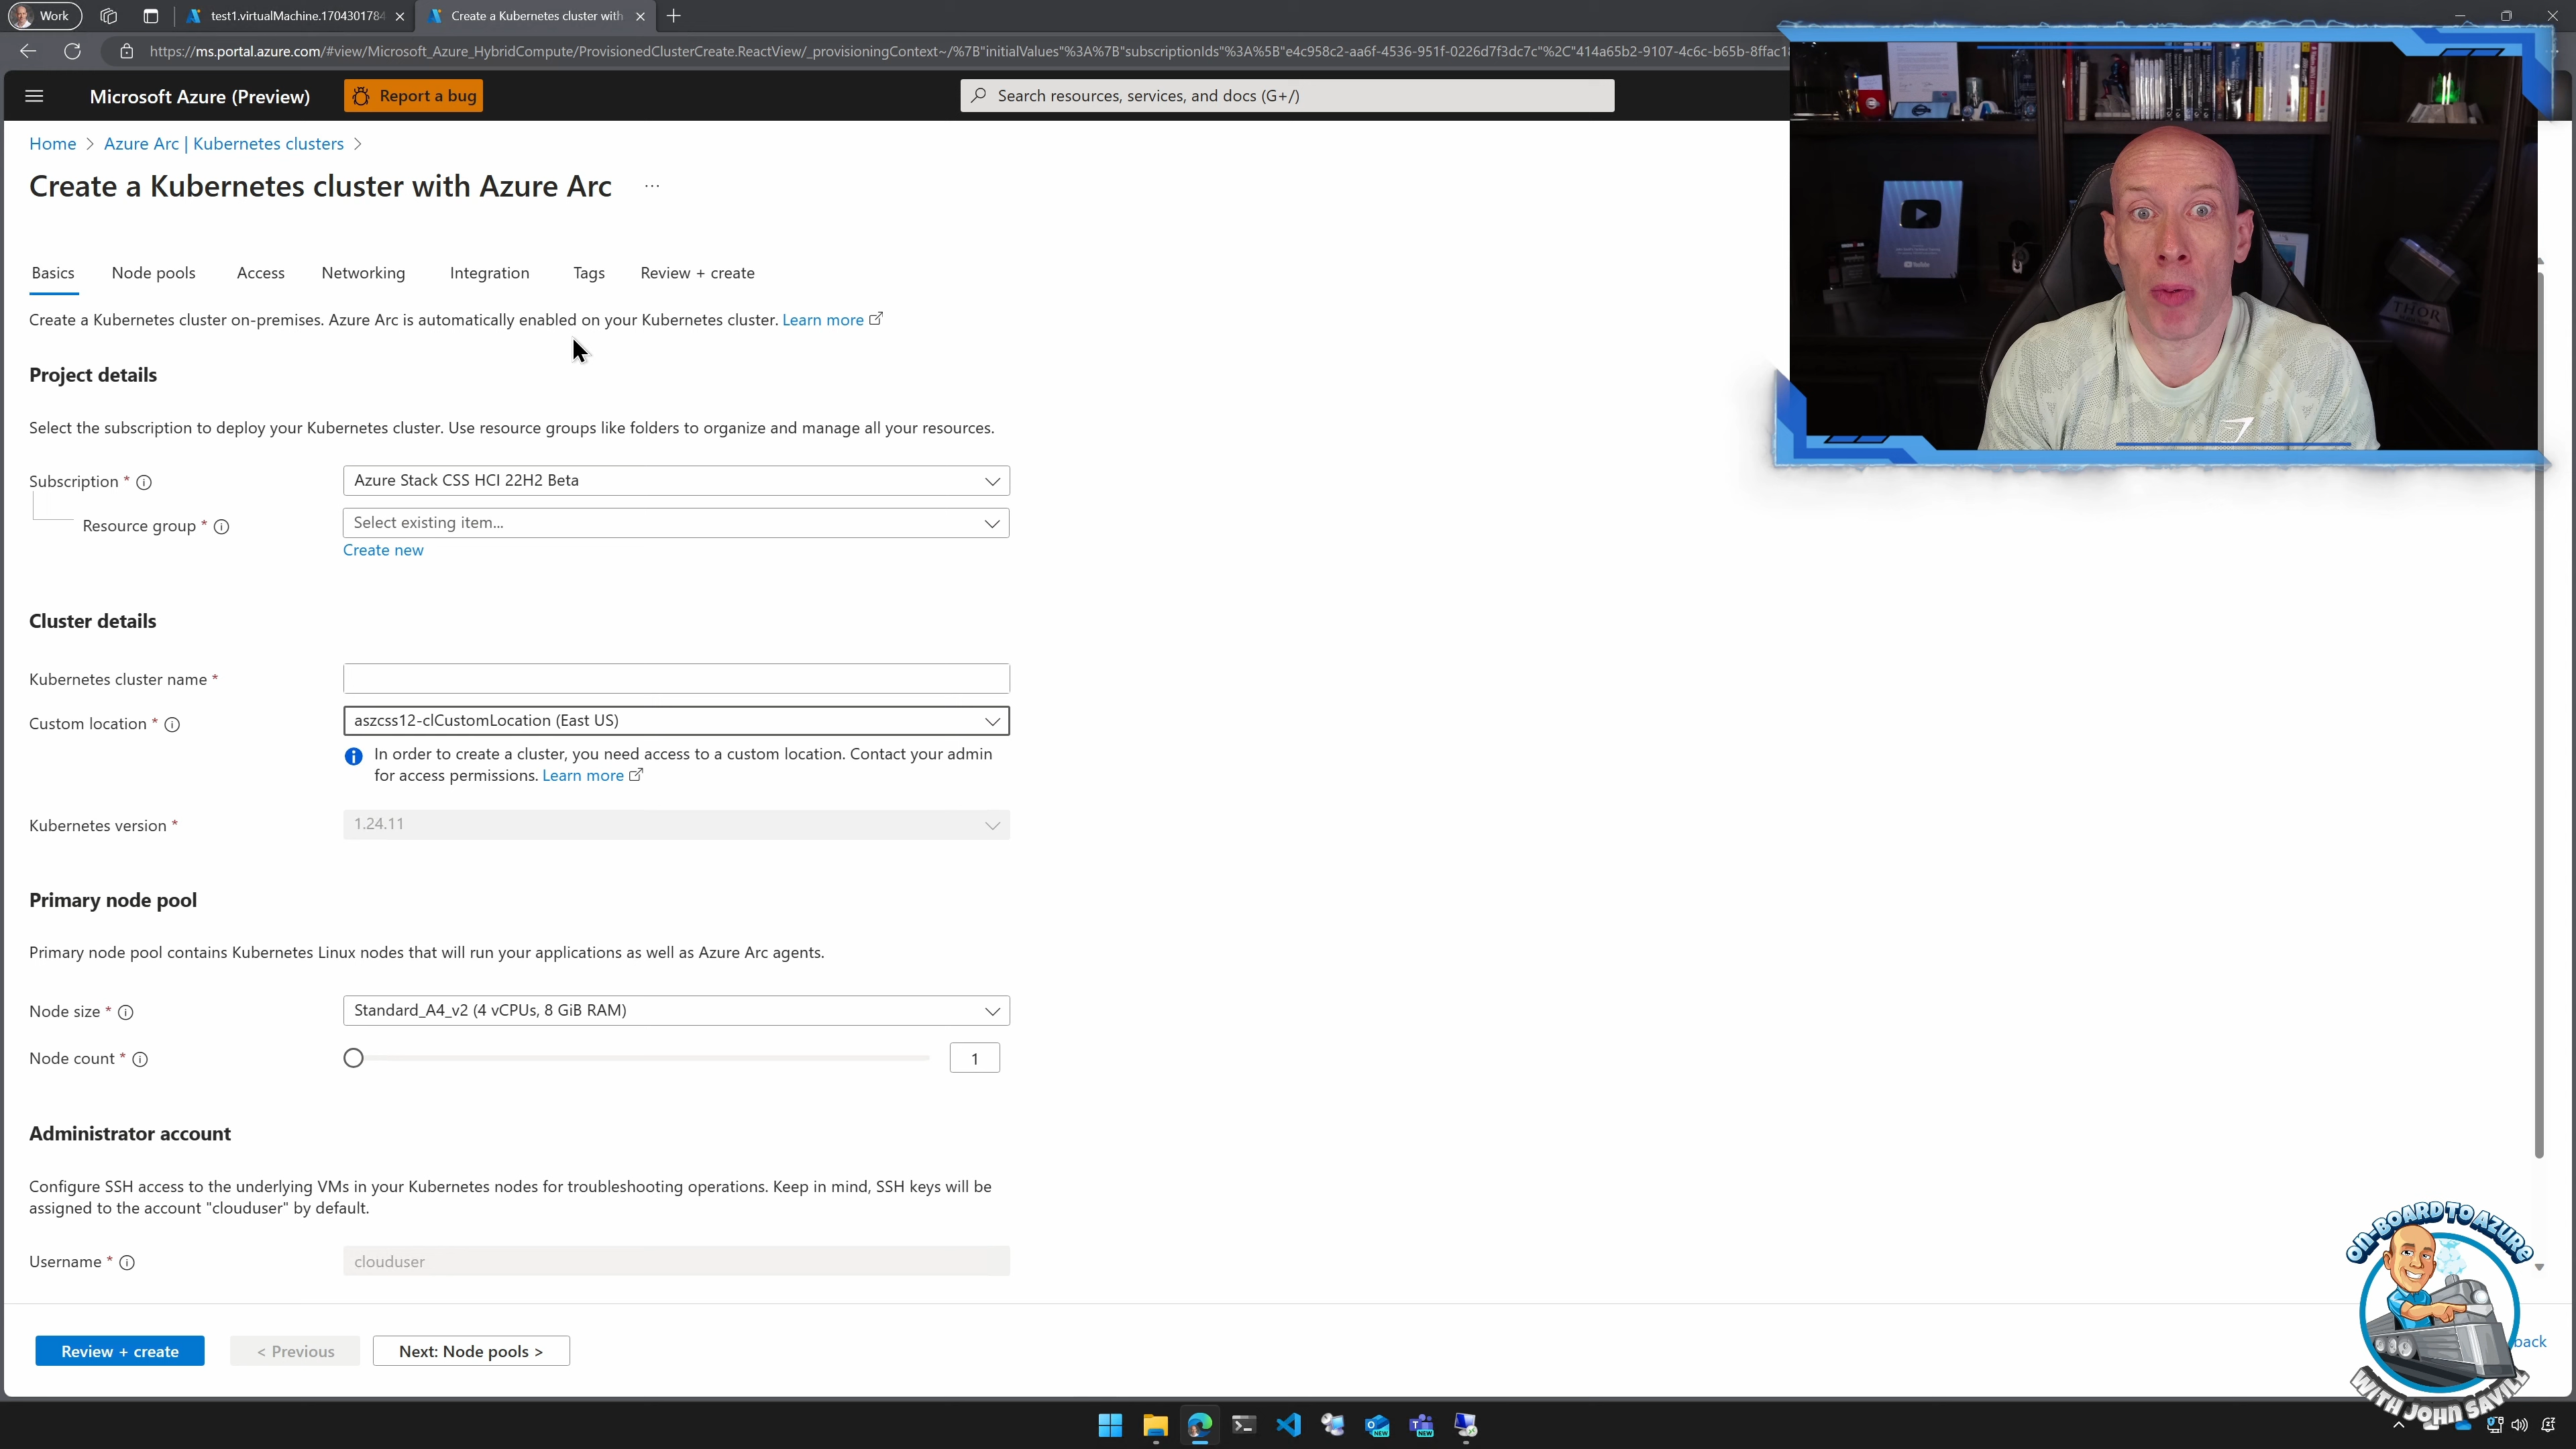 Work
test1.virtualMachine.1704301784
Create a Kubernetes cluster with
https://ms.portal.azure.com/#view/Microsoft_Azure_HybridCompute/ProvisionedClusterCreate.ReactView/_provisioningContext~/%7B"initialValues"%3A%7B"subscriptionIds"%3A%5B"e4c958c2-aa6f-4536-951f-0226d7f3dc7c"%2C"414a65b2-9107-4c6c-b65b-8ffac18
Microsoft Azure (Preview)
Report a bug
Search resources, services, and docs (G+/)
Home > Azure Arc | Kubernetes clusters >
Create a Kubernetes cluster with Azure Arc ...
Basics
Node pools
Access
Networking
Integration
Tags
Review + create
Create a Kubernetes cluster on-premises. Azure Arc is automatically enabled on your Kubernetes cluster. Learn more
Project details
Select the subscription to deploy your Kubernetes cluster. Use resource groups like folders to organize and manage all your resources.
Subscription *
Azure Stack CSS HCI 22H2 Beta
Resource group *
Select existing item...
Create new
Cluster details
Kubernetes cluster name *
Custom location *
aszcss12-clCustomLocation (East US)
In order to create a cluster, you need access to a custom location. Contact your admin
for access permissions. Learn more
Kubernetes version *
1.24.11
Primary node pool
Primary node pool contains Kubernetes Linux nodes that will run your applications as well as Azure Arc agents.
Node size *
Standard_A4_v2 (4 vCPUs, 8 GiB RAM)
Node count *
1
Administrator account
Configure SSH access to the underlying VMs in your Kubernetes nodes for troubleshooting operations. Keep in mind, SSH keys will be
assigned to the account "clouduser" by default.
Username *
clouduser
Review + create
< Previous
Next: Node pools >
back
THOR
YouTube
ON-BOARD TO AZURE
WITH JOHN SAVILL
NEW
NEW